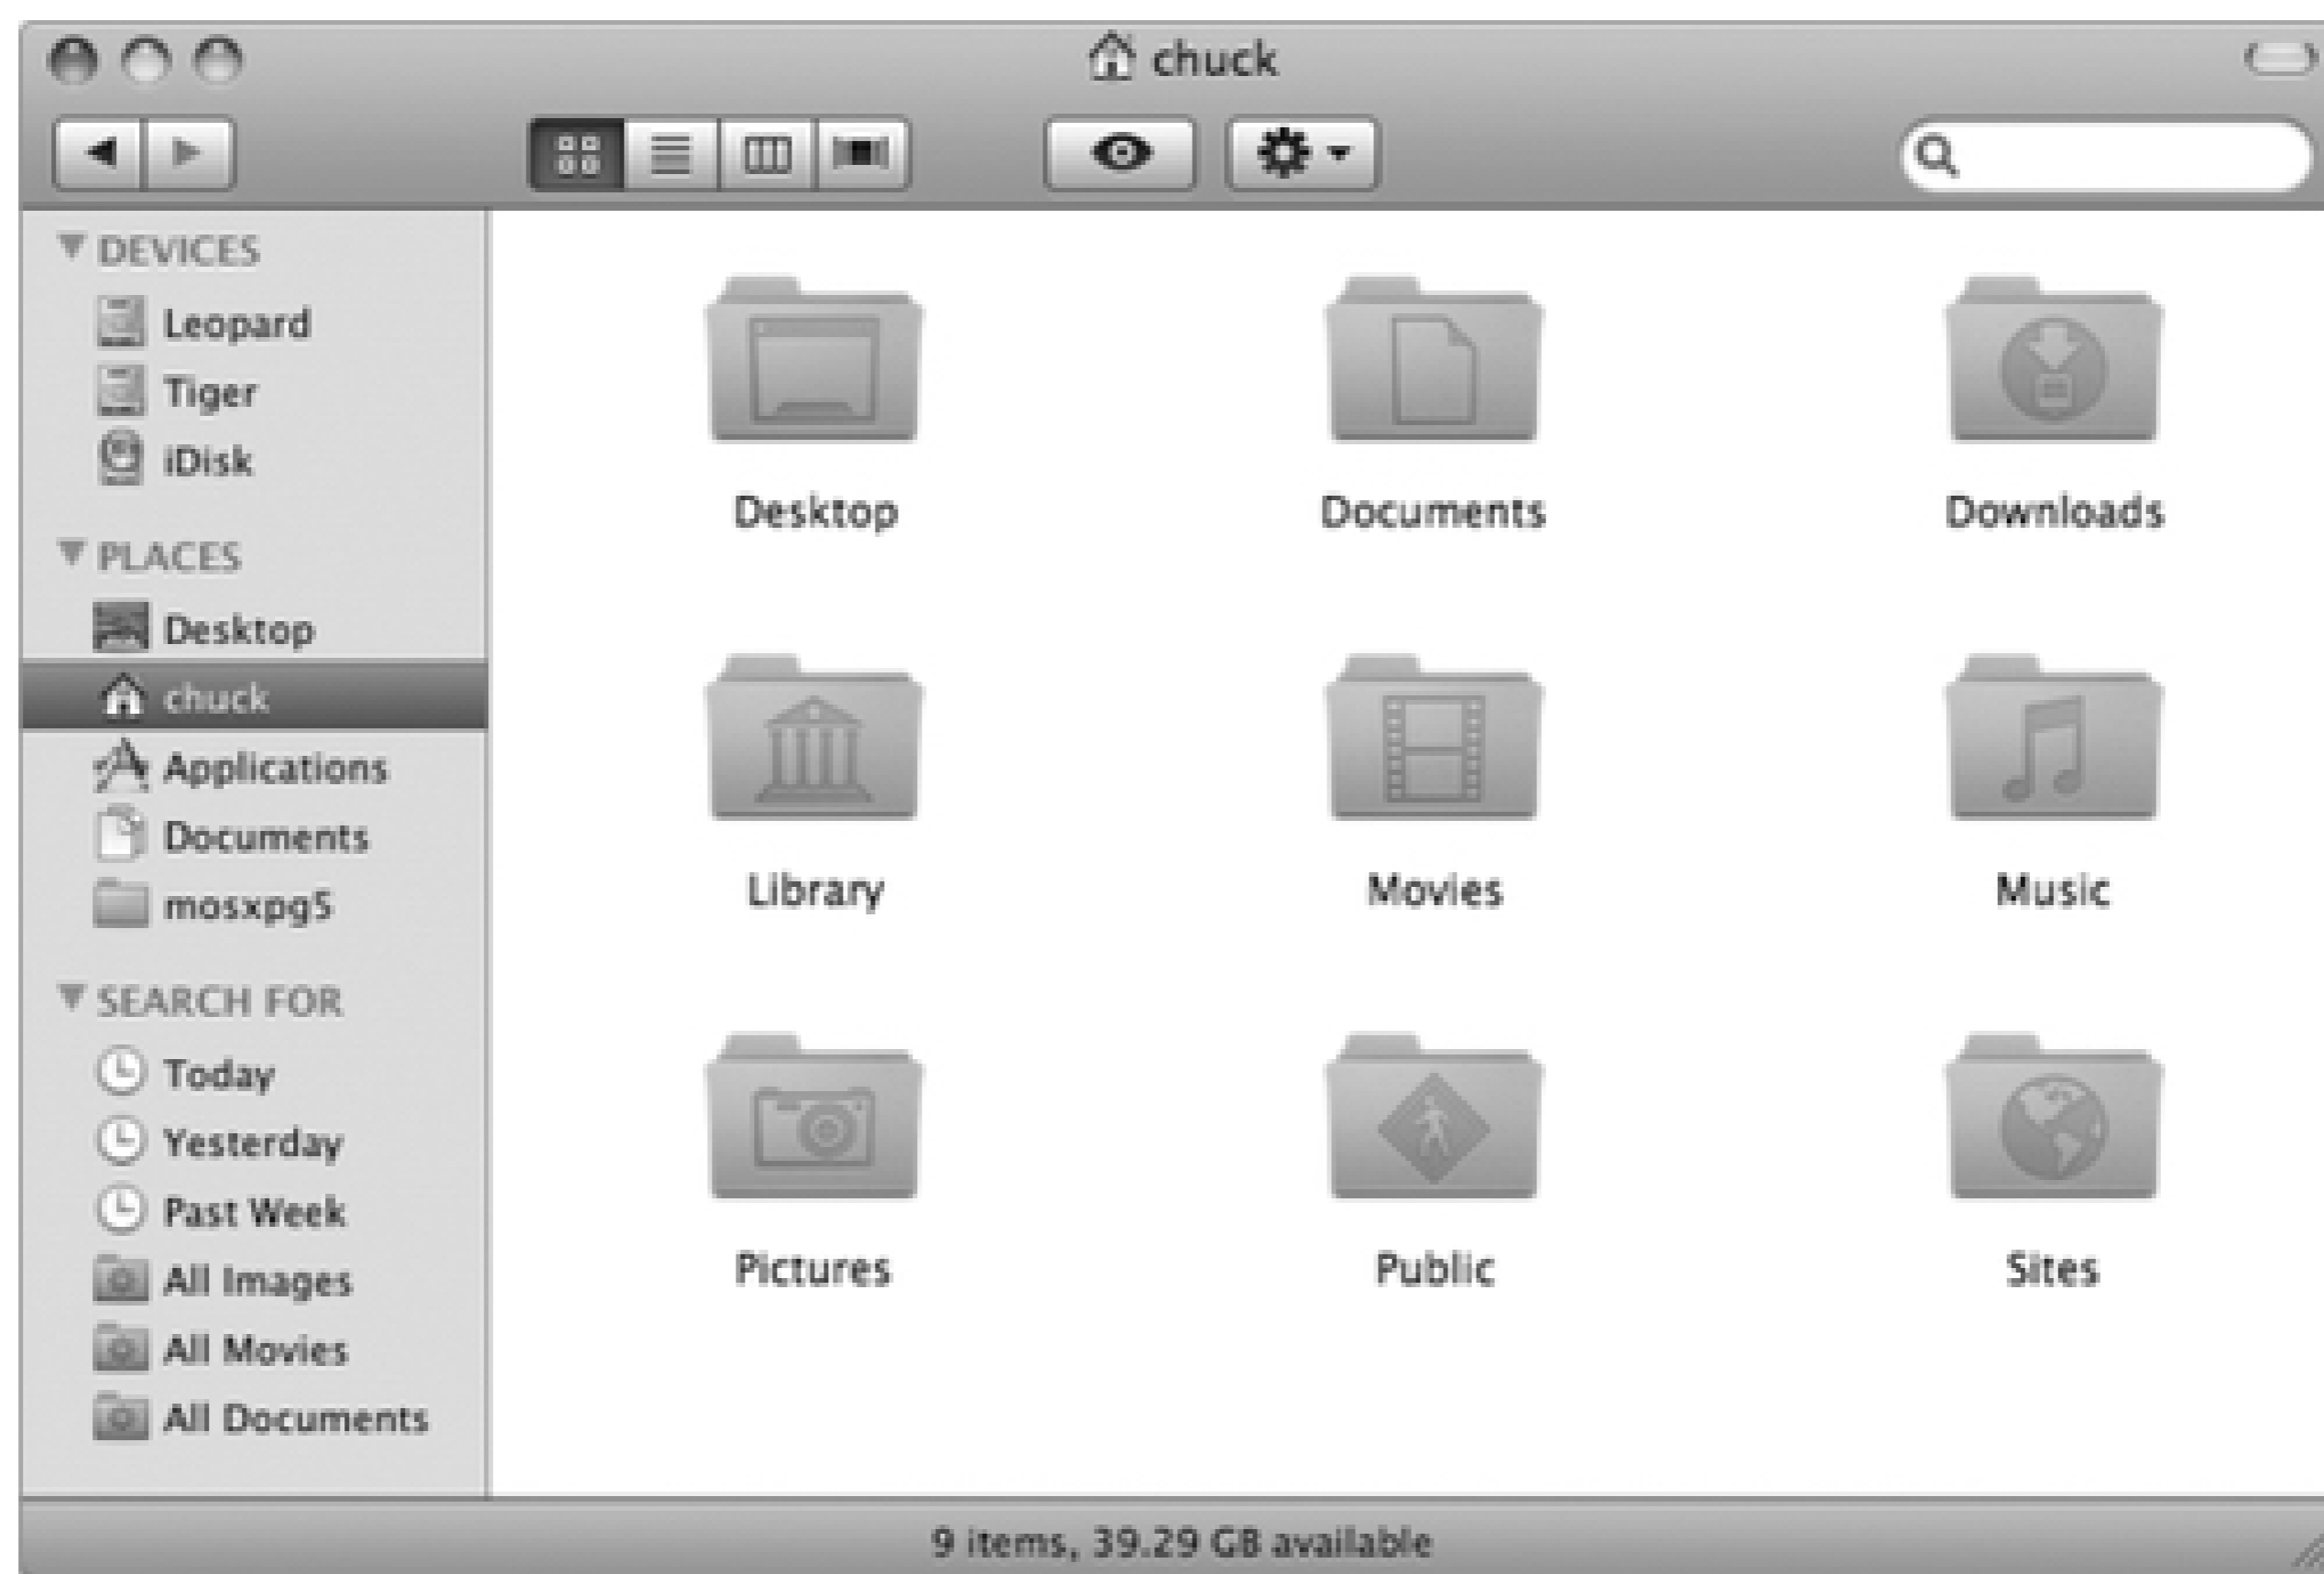 chuck
DEVICES
Leopard
Tiger
iDisk
PLACES
Desktop
chuck
Applications
Documents
mosxpg5
SEARCH FOR
Today
Yesterday
Past Week
All Images
All Movies
All Documents
Desktop Documents Downloads
Library Movies Music
Pictures Public Sites
9 items, 39.29 GB available